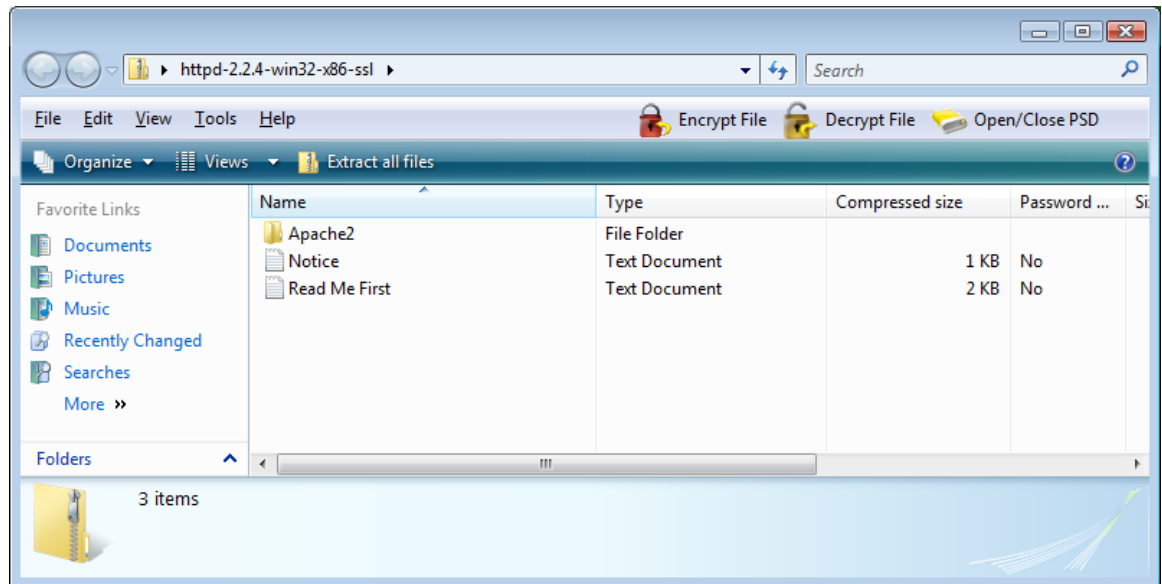 httpd-2.2.4-win32-x86-ssl
Search
File Edit View Tools Help
Encrypt File Decrypt File Open/Close PSD
Organize Views Extract all files
Favorite Links
Name Type Compressed size Password ... Si
Documents
Pictures
Music
Recently Changed
Searches
More »
Apache2 File Folder
Notice Text Document 1 KB No
Read Me First Text Document 2 KB No
Folders
3 items